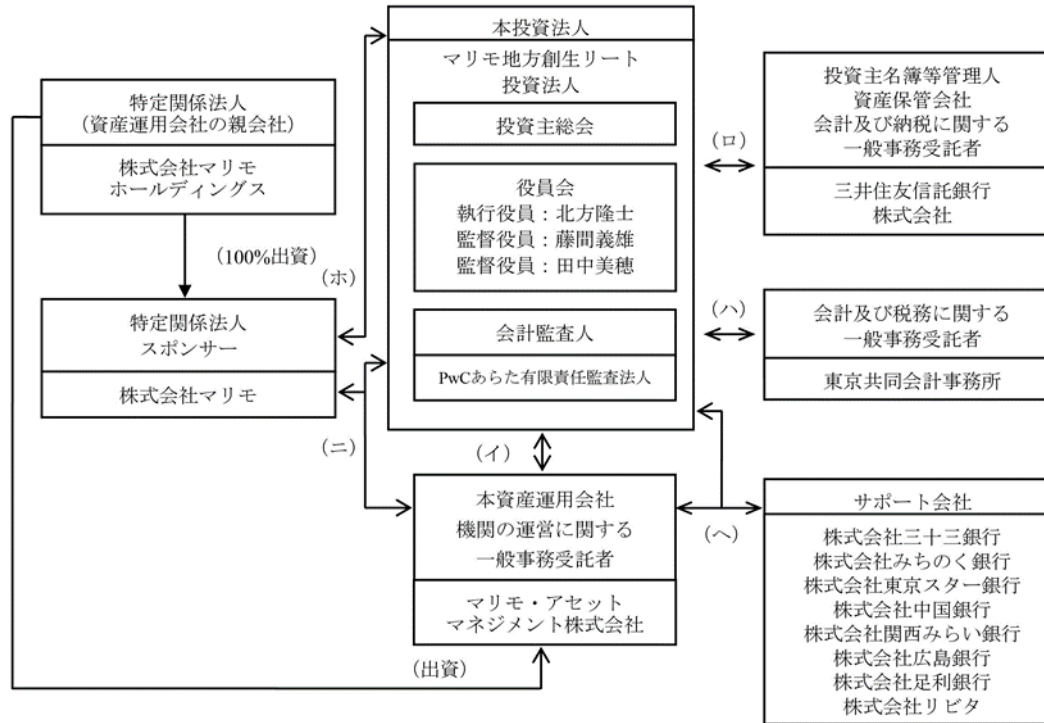 特定関係法人
（資産運用会社の親会社）
株式会社マリモ
ホールディングス
（100%出資）
特定関係法人
スポンサー
株式会社マリモ
（ホ）
（ニ）
本投資法人
マリモ地方創生リート
投資法人
投資主総会
役員会
執行役員：北方隆士
監督役員：藤間義雄
監督役員：田中美穂
会計監査人
PwCあらた有限責任監査法人
（イ）
本資産運用会社
機関の運営に関する
一般事務受託者
マリモ・アセット
マネジメント株式会社
（出資）
（ロ）
投資主名簿等管理人
資産保管会社
会計及び納税に関する
一般事務受託者
三井住友信託銀行
株式会社
（ハ）
会計及び税務に関する
一般事務受託者
東京共同会計事務所
（ヘ）
サポート会社
株式会社三十三銀行
株式会社みちのく銀行
株式会社東京スター銀行
株式会社中国銀行
株式会社関西みらい銀行
株式会社広島銀行
株式会社足利銀行
株式会社リビタ